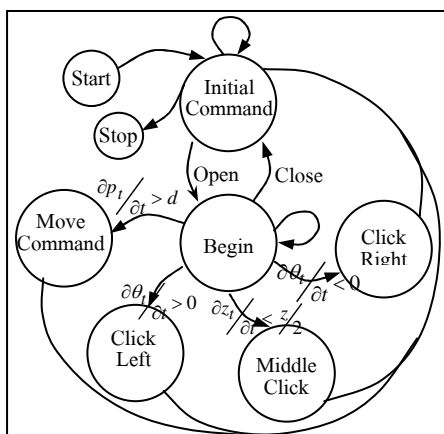 Start
Initial
Command
Stop
Open
Close
∂p_t/∂t > d
Move
Command
Begin
Click
Right
∂θ_t/∂t < 0
∂θ_t/∂t > 0
∂z_t/∂t < z/2
Click
Left
Middle
Click